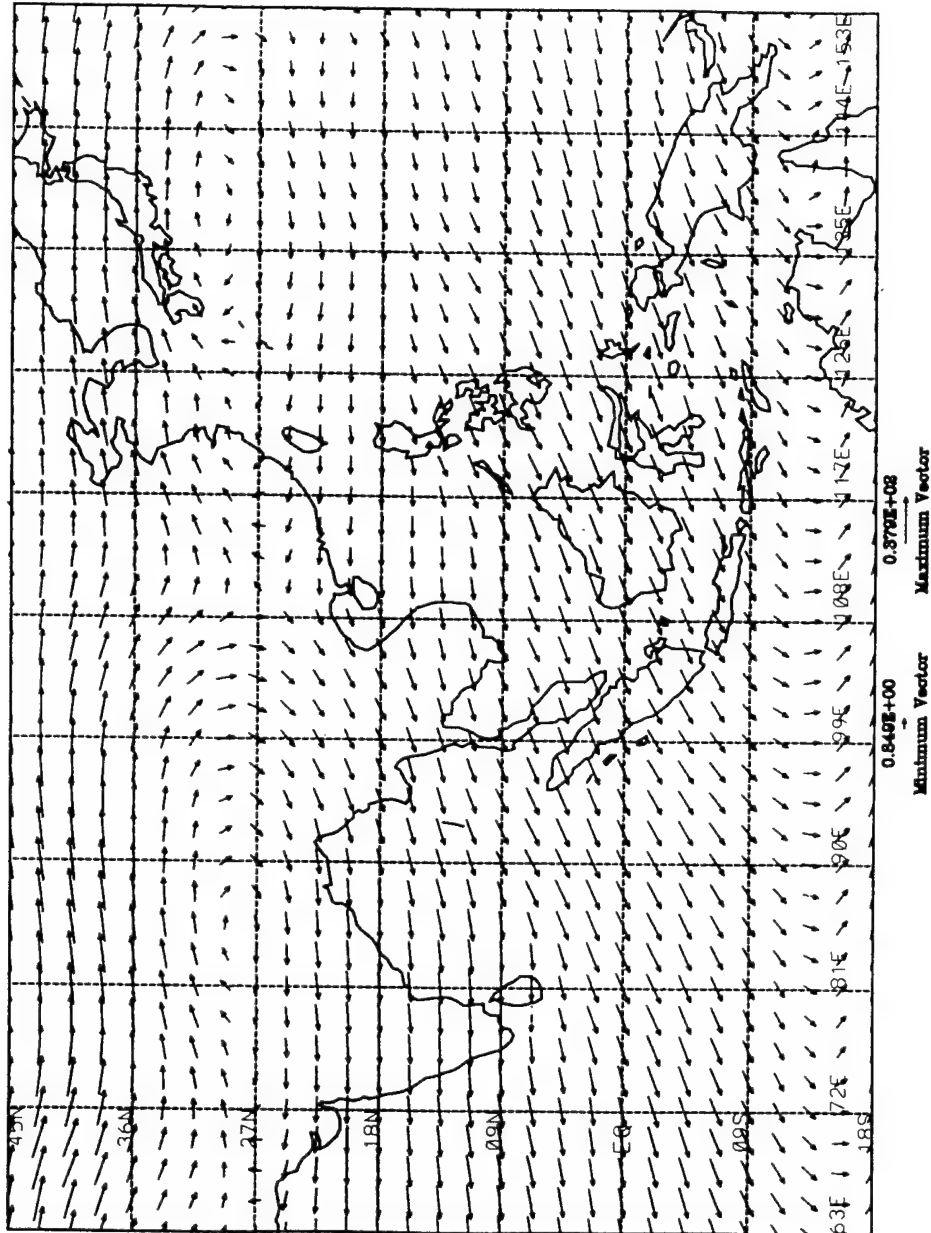 45N
36N
27N
18N
09N
EQ
09S
18S
63E
72E
81E
90E
99E
108E
117E
126E
135E
144E
153E
0.849E+00
Minimum Vector
0.379E+02
Maximum Vector